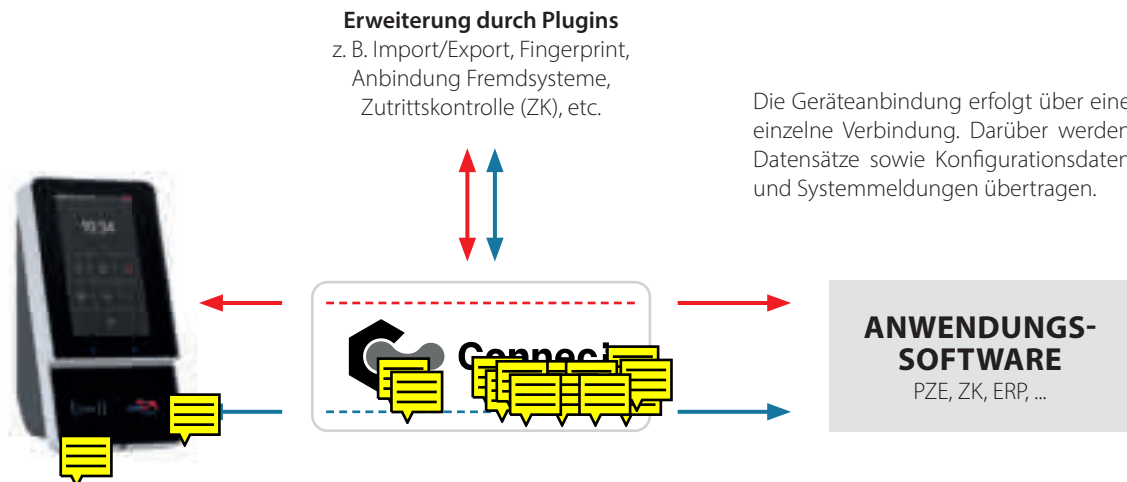 Erweiterung durch Plugins
z. B. Import/Export, Fingerprint,
Anbindung Fremdsysteme,
Zutrittskontrolle (ZK), etc.
Die Geräteanbindung erfolgt über eine
einzelne Verbindung. Darüber werden
Datensätze sowie Konfigurationsdaten
und Systemmeldungen übertragen.
ANWENDUNGS-
SOFTWARE
PZE, ZK, ERP, ...